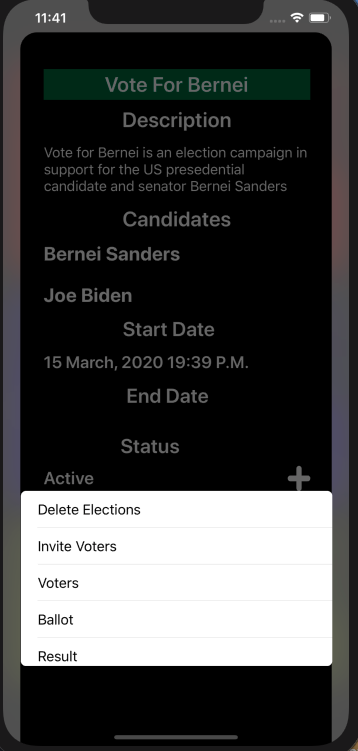 11:41
Vote For Bernei
Description
Vote for Bernei is an election campaign in
support for the US presedential
candidate and senator Bernei Sanders
Candidates
Bernei Sanders
Joe Biden
Start Date
15 March, 2020 19:39 P.M.
End Date
Status
Active
Delete Elections
Invite Voters
Voters
Ballot
Result